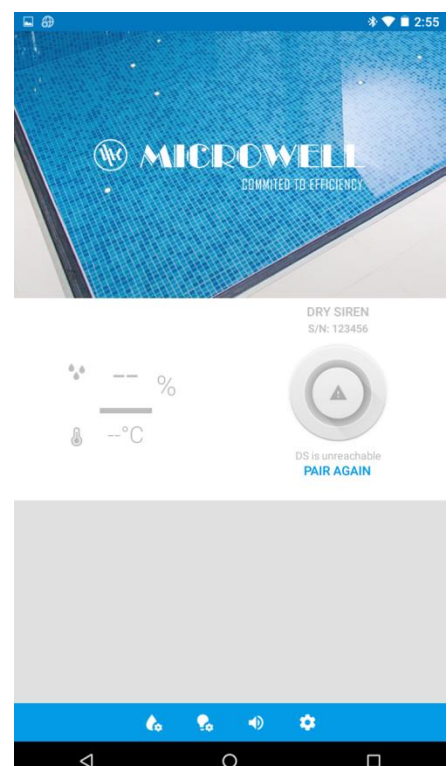 2:55
MICROWELL
COMMITED TO EFFICIENCY
DRY SIREN
S/N: 123456
-- %
--°C
DS is unreachable
PAIR AGAIN